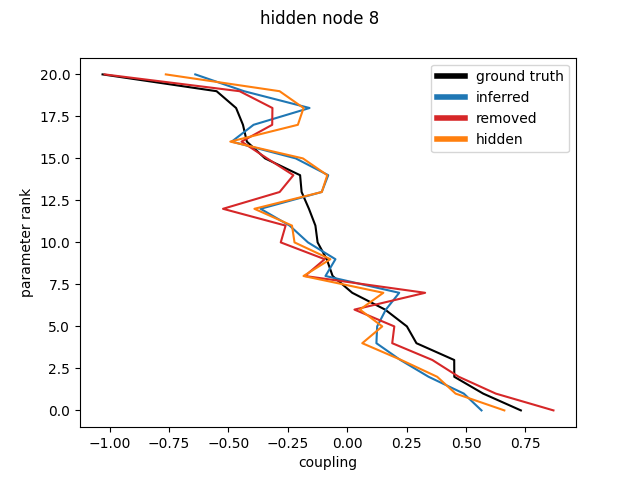 hidden node 8
ground truth
inferred
removed
hidden
parameter rank
20.0
17.5
15.0
12.5
10.0
7.5
5.0
2.5
0.0
−1.00 −0.75 −0.50 −0.25 0.00 0.25 0.50 0.75
coupling